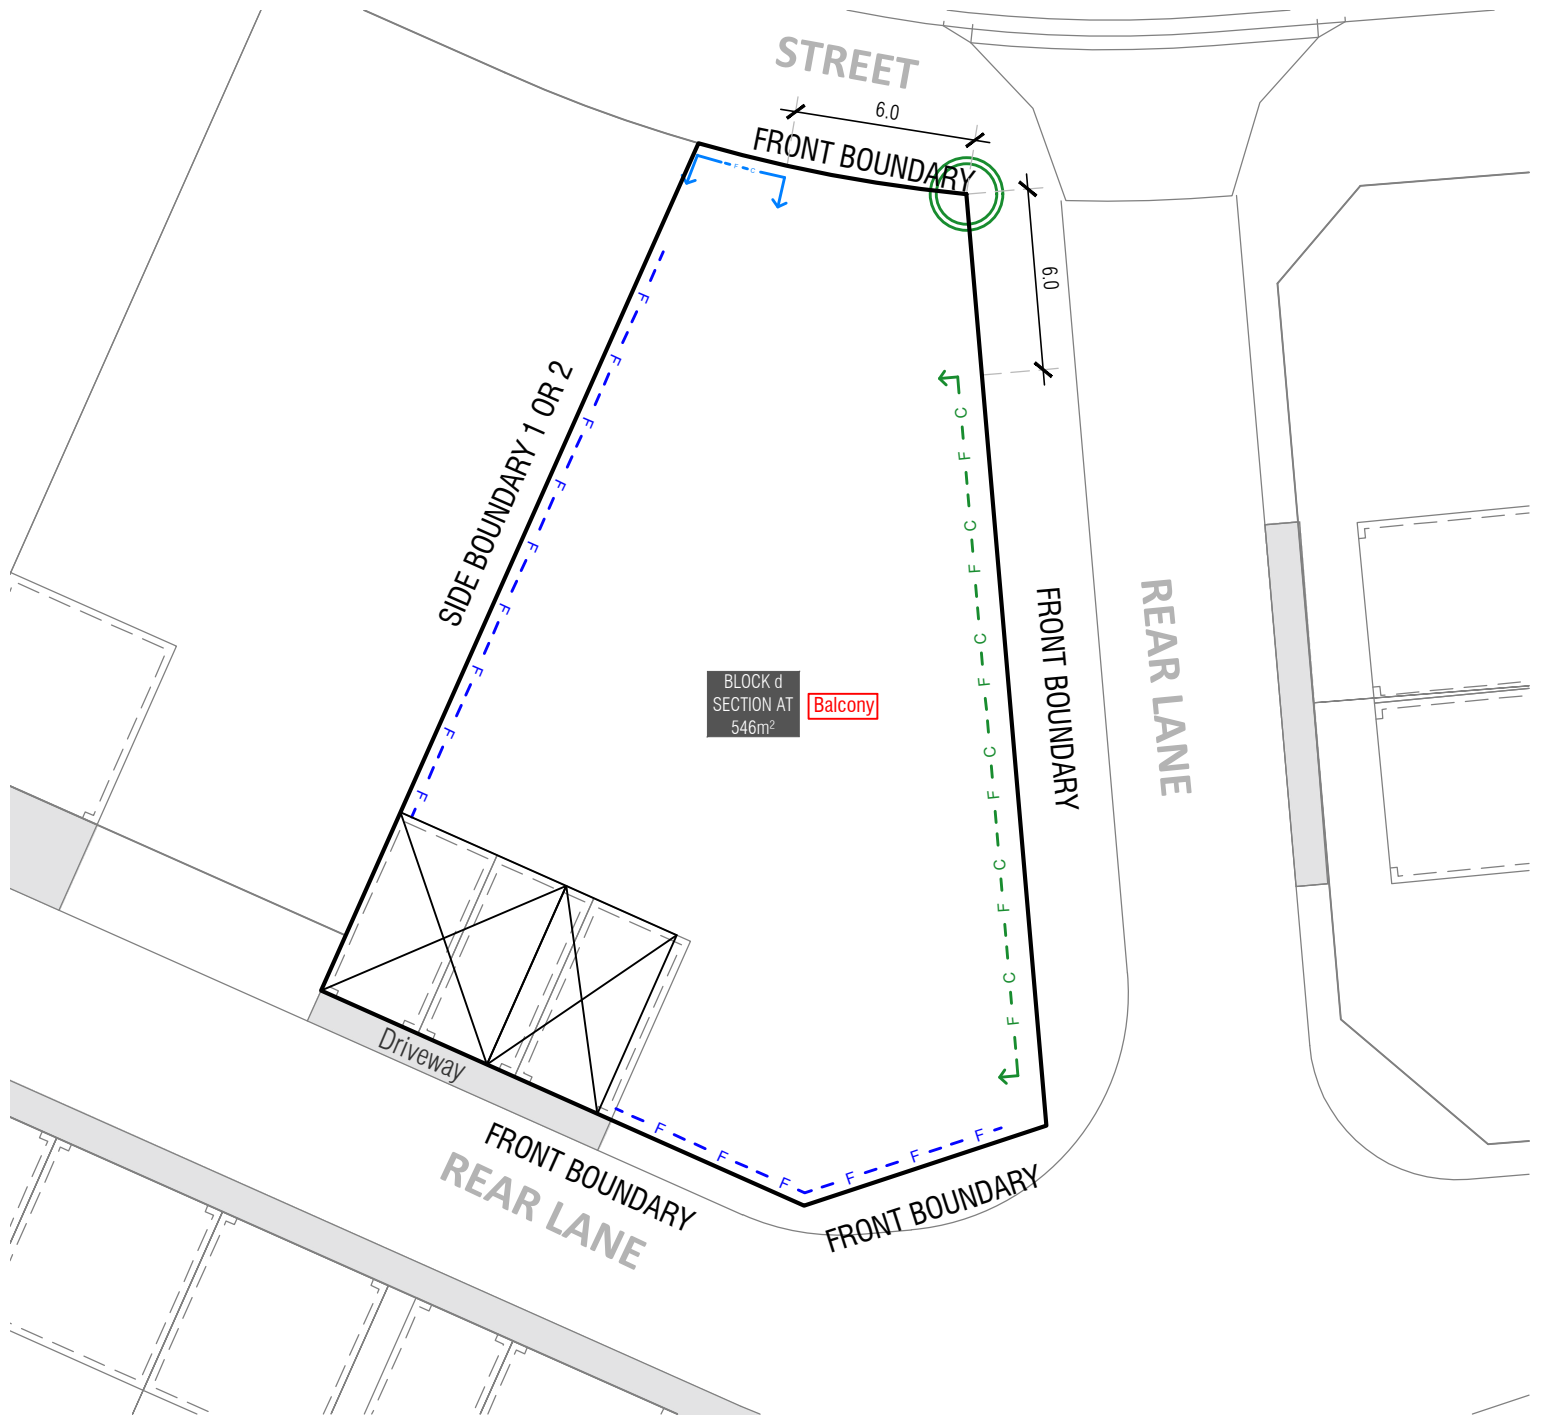 STREET
6.0
FRONT BOUNDARY
F C
6.0
SIDE BOUNDARY 1 OR 2
F
F
F
F
F
F
F
F
F
C
F
C
F
C
F
C
F
C
F
C
F
BLOCK d
SECTION AT
546m²
Balcony
FRONT BOUNDARY
REAR LANE
Driveway
F
F
F
F
F
F
FRONT BOUNDARY
REAR LANE
FRONT BOUNDARY